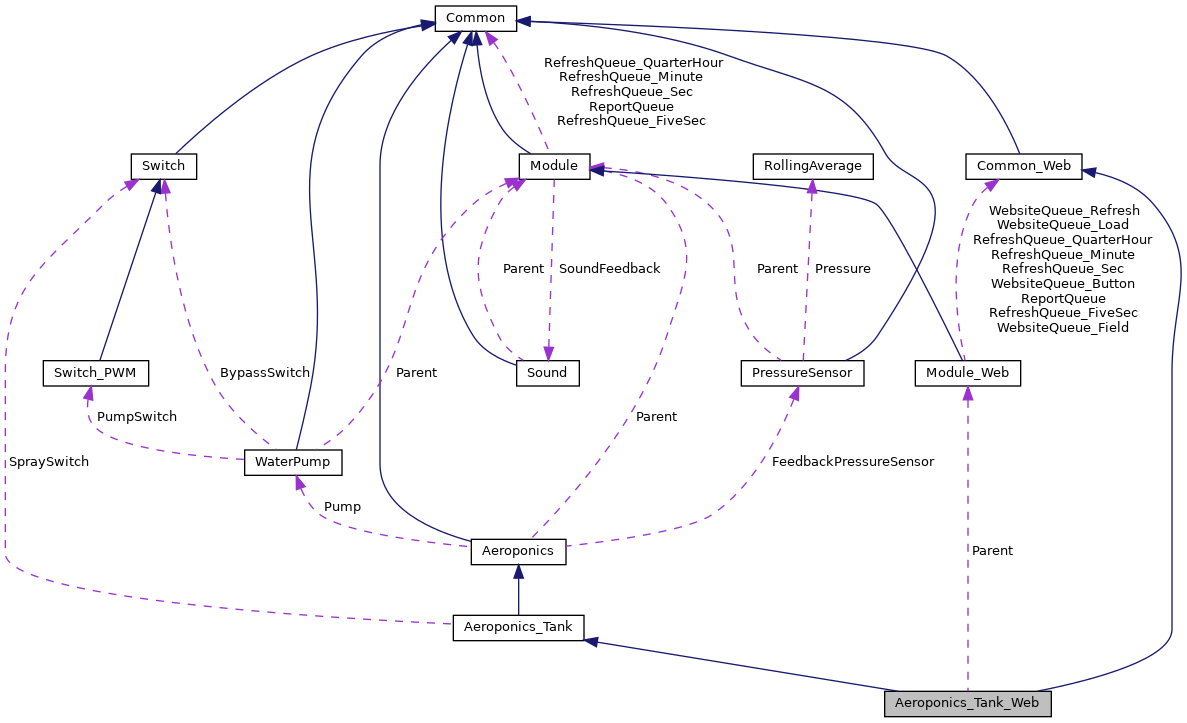 Common
RefreshQueue_QuarterHour
RefreshQueue_Minute
RefreshQueue_Sec
ReportQueue
RefreshQueue_FiveSec
Switch
Module
RollingAverage
Common_Web
WebsiteQueue_Refresh
WebsiteQueue_Load
RefreshQueue_QuarterHour
RefreshQueue_Minute
RefreshQueue_Sec
WebsiteQueue_Button
ReportQueue
RefreshQueue_FiveSec
WebsiteQueue_Field
Parent
SoundFeedback
Parent
Pressure
Switch_PWM
BypassSwitch
Parent
Sound
PressureSensor
Module_Web
PumpSwitch
Parent
SpraySwitch
WaterPump
FeedbackPressureSensor
Pump
Aeroponics
Parent
Aeroponics_Tank
Aeroponics_Tank_Web